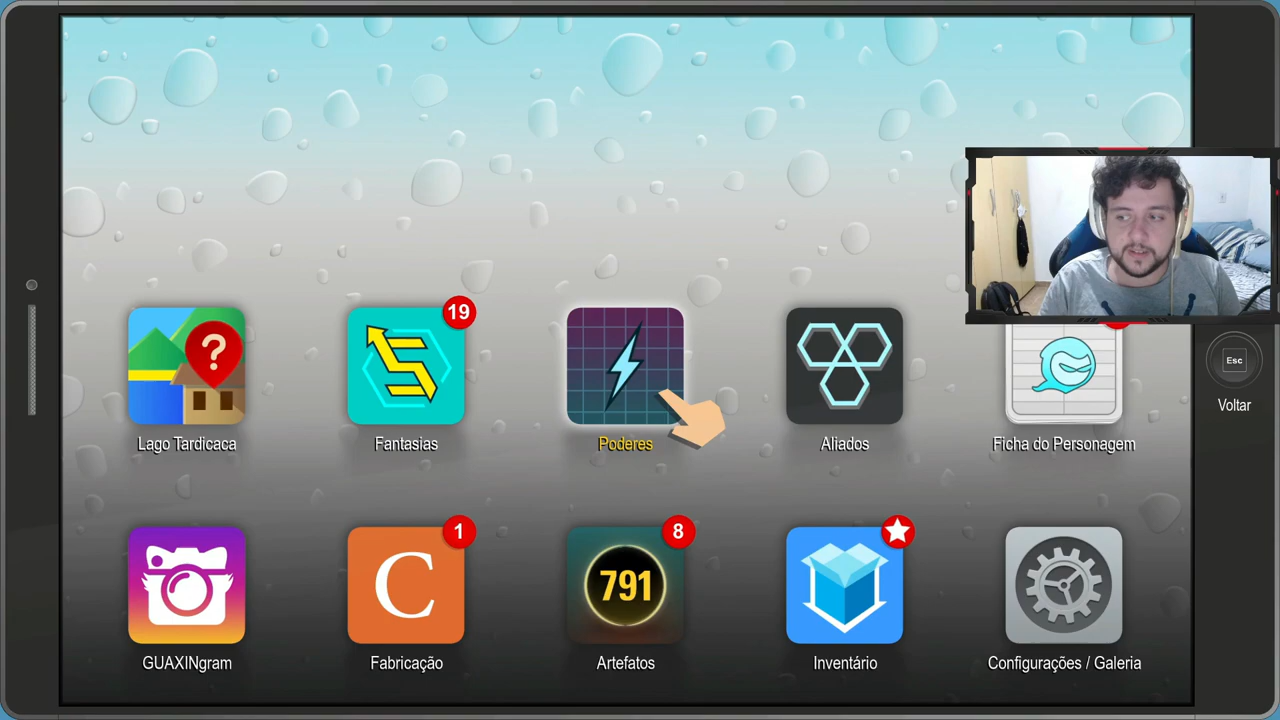 19
?
Esc
Voltar
Lago Tardicaca
Fantasias
Poderes
Aliados
Ficha do Personagem
1
8
C
791
GUAXINgram
Fabricação
Artefatos
Inventário
Configurações / Galeria